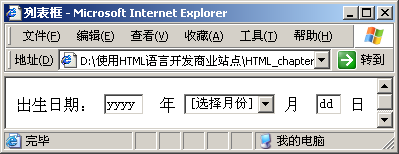 列表框 - Microsoft Internet Explorer
文件(F) 编辑(E) 查看(V) 收藏(A) 工具(T) 帮助(H)
地址(D) D:\使用HTML语言开发商业站点\HTML_chapter 转到
出生日期： yyyy 年 [选择月份] 月 dd 日
完毕 我的电脑